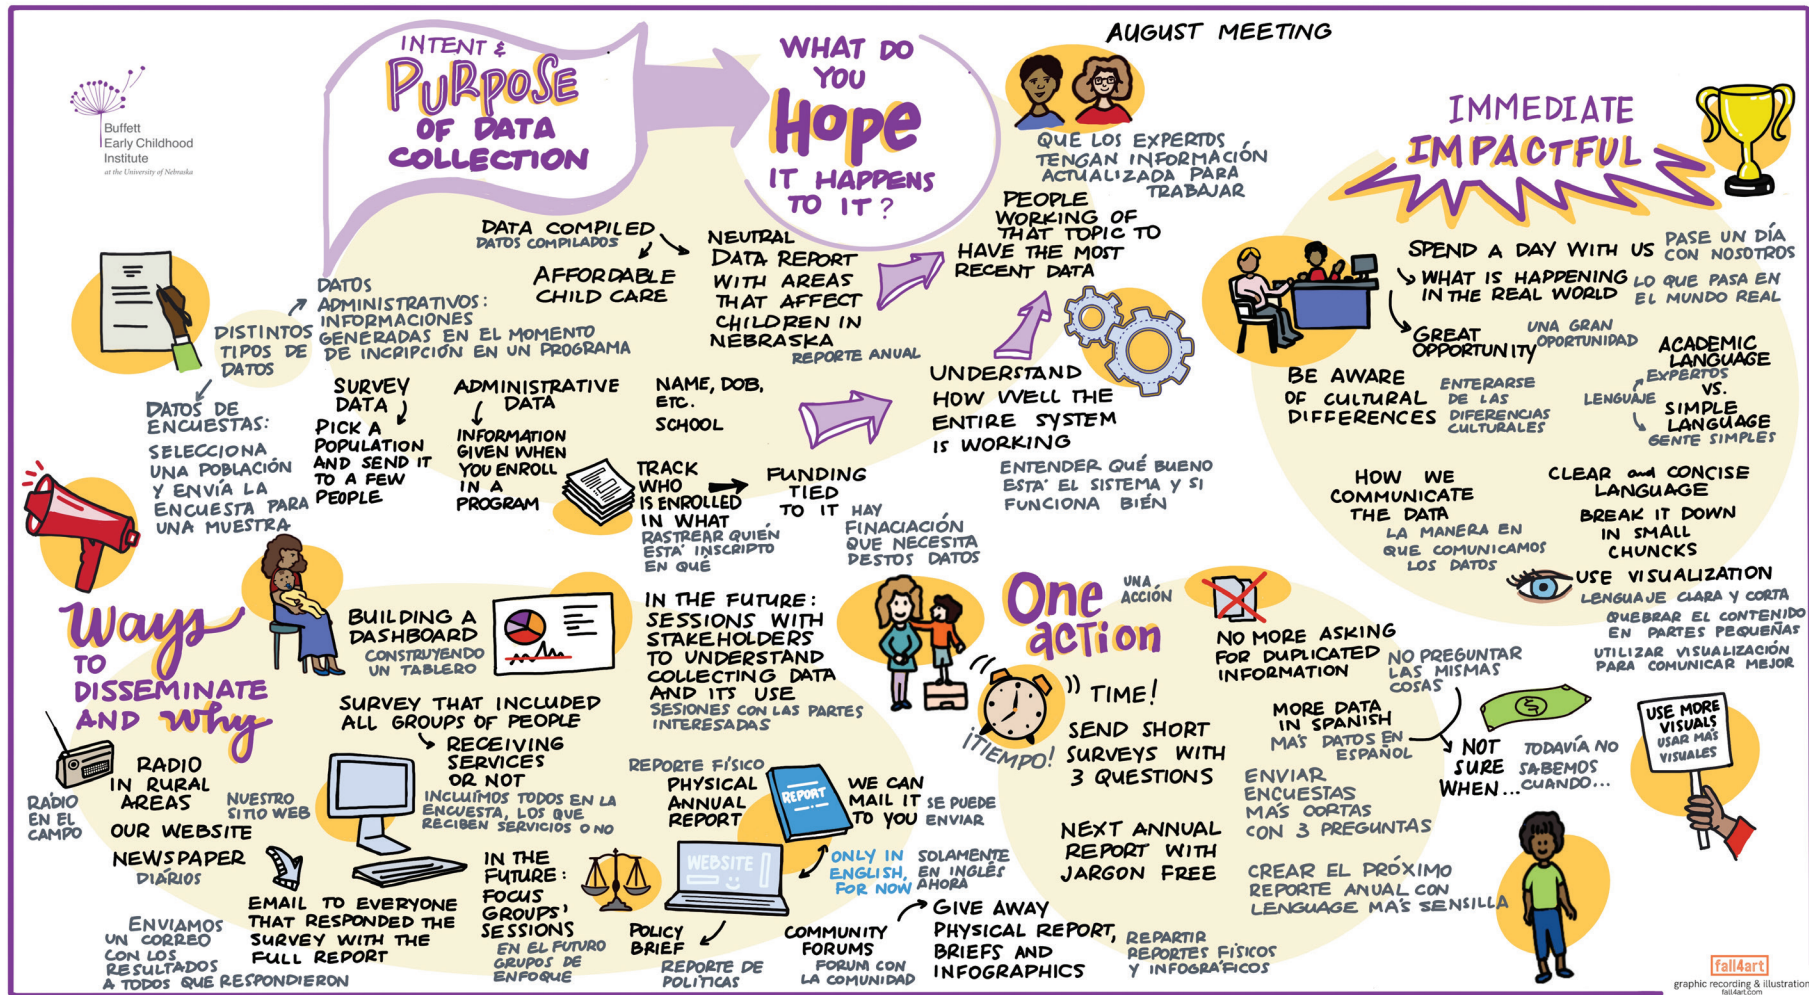 Buffett
Early Childhood
Institute
at the University of Nebraska
INTENT &
PURPOSE
OF DATA
COLLECTION
WHAT DO
YOU
HOPE
IT HAPPENS
TO IT?
AUGUST MEETING
QUE LOS EXPERTOS
TENGAN INFORMACIÓN
ACTUALIZADA PARA
TRABAJAR
PEOPLE
WORKING OF
THAT TOPIC TO
HAVE THE MOST
RECENT DATA
DATA COMPILED
DATOS COMPILADOS
AFFORDABLE
CHILD CARE
NEUTRAL
DATA REPORT
WITH AREAS
THAT AFFECT
CHILDREN IN
NEBRASKA
REPORTE ANUAL
DISTINTOS
TIPOS DE
DATOS
DATOS
ADMINISTRATIVOS:
INFORMACIONES
GENERADAS EN EL MOMENTO
DE INCRIPCIÓN EN UN PROGRAMA
DATOS DE
ENCUESTAS:
SELECCIONA
UNA POBLACIÓN
Y ENVÍA LA
ENCUESTA PARA
UNA MUESTRA
SURVEY
DATA
PICK A
POPULATION
AND SEND IT
TO A FEW
PEOPLE
ADMINISTRATIVE
DATA
INFORMATION
GIVEN WHEN
YOU ENROLL
IN A
PROGRAM
NAME, DOB,
ETC.
SCHOOL
TRACK
WHO
IS ENROLLED
IN WHAT
RASTREAR QUIÉN
ESTÁ INSCRIPTO
EN QUÉ
FUNDING
TIED
TO IT
HAY
FINACIACIÓN
QUE NECESITA
DESTOS DATOS
UNDERSTAND
HOW WELL THE
ENTIRE SYSTEM
IS WORKING
ENTENDER QUÉ BUENO
ESTÁ EL SISTEMA Y SI
FUNCIONA BIÉN
IMMEDIATE
IMPACTFUL
SPEND A DAY WITH US
PASE UN DÍA
CON NOSOTROS
WHAT IS HAPPENING
IN THE REAL WORLD
LO QUE PASA EN
EL MUNDO REAL
GREAT
OPPORTUNITY
UNA GRAN
OPORTUNIDAD
BE AWARE
OF CULTURAL
DIFFERENCES
ENTERARSE
DE LAS
DIFERENCIAS
CULTURALES
ACADEMIC
LANGUAGE
EXPERTOS
LENGUAJE
VS.
SIMPLE
LANGUAGE
GENTE SIMPLES
HOW WE
COMMUNICATE
THE DATA
LA MANERA EN
QUE COMUNICAMOS
LOS DATOS
CLEAR and CONCISE
LANGUAGE
BREAK IT DOWN
IN SMALL
CHUNCKS
USE VISUALIZATION
LENGUAJE CLARA Y CORTA
QUEBRAR EL CONTENIDO
EN PARTES PEQUEÑAS
UTILIZAR VISUALIZACIÓN
PARA COMUNICAR MEJOR
Ways
TO
DISSEMINATE
AND Why
RADIO
IN RURAL
AREAS
RÁDIO
EN EL
CAMPO
NUESTRO
SITIO WEB
OUR WEBSITE
NEWSPAPER
DIÁRIOS
EMAIL TO EVERYONE
THAT RESPONDED THE
SURVEY WITH THE
FULL REPORT
ENVIAMOS
UN CORREO
CON LOS
RESULTADOS
A TODOS QUE RESPONDIERON
BUILDING A
DASHBOARD
CONSTRUYENDO
UN TABLERO
SURVEY THAT INCLUDED
ALL GROUPS OF PEOPLE
RECEIVING
SERVICES
OR NOT
INCLUÍMOS TODOS EN LA
ENCUESTA, LOS QUE
RECIBEN SERVICIOS O NO
IN THE FUTURE:
SESSIONS WITH
STAKEHOLDERS
TO UNDERSTAND
COLLECTING DATA
AND ITS USE
SESIONES CON LAS PARTES
INTERESADAS
REPORTE FÍSICO
PHYSICAL
ANNUAL
REPORT
REPORT
WE CAN
MAIL IT
TO YOU
SE PUEDE
ENVIAR
IN THE
FUTURE:
FOCUS
GROUPS'
SESSIONS
EN EL FUTURO
GRUPOS DE
ENFOQUE
WEBSITE
ONLY IN
ENGLISH,
FOR NOW
SOLAMENTE
EN INGLÉS
AHORA
POLICY
BRIEF
REPORTE DE
POLÍTICAS
COMMUNITY
FORUMS
FORUM CON
LA COMUNIDAD
GIVE AWAY
PHYSICAL REPORT,
BRIEFS AND
INFOGRAPHICS
REPARTIR
REPORTES FÍSICOS
Y INFOGRÁFICOS
One
action
UNA
ACCIÓN
TIME!
¡TIEMPO!
SEND SHORT
SURVEYS WITH
3 QUESTIONS
NEXT ANNUAL
REPORT WITH
JARGON FREE
NO MORE ASKING
FOR DUPLICATED
INFORMATION
NO PREGUNTAR
LAS MISMAS
COSAS
MORE DATA
IN SPANISH
MÁS DATOS EN
ESPAÑOL
NOT
SURE
WHEN...
TODAVÍA NO
SABEMOS
CUANDO...
ENVIAR
ENCUESTAS
MÁS CORTAS
CON 3 PREGUNTAS
CREAR EL PRÓXIMO
REPORTE ANUAL CON
LENGUAGE MÁS SENSILLA
USE MORE
VISUALS
USAR MÁS
VISUALES
fall4art
graphic recording & illustration
fall4art.com